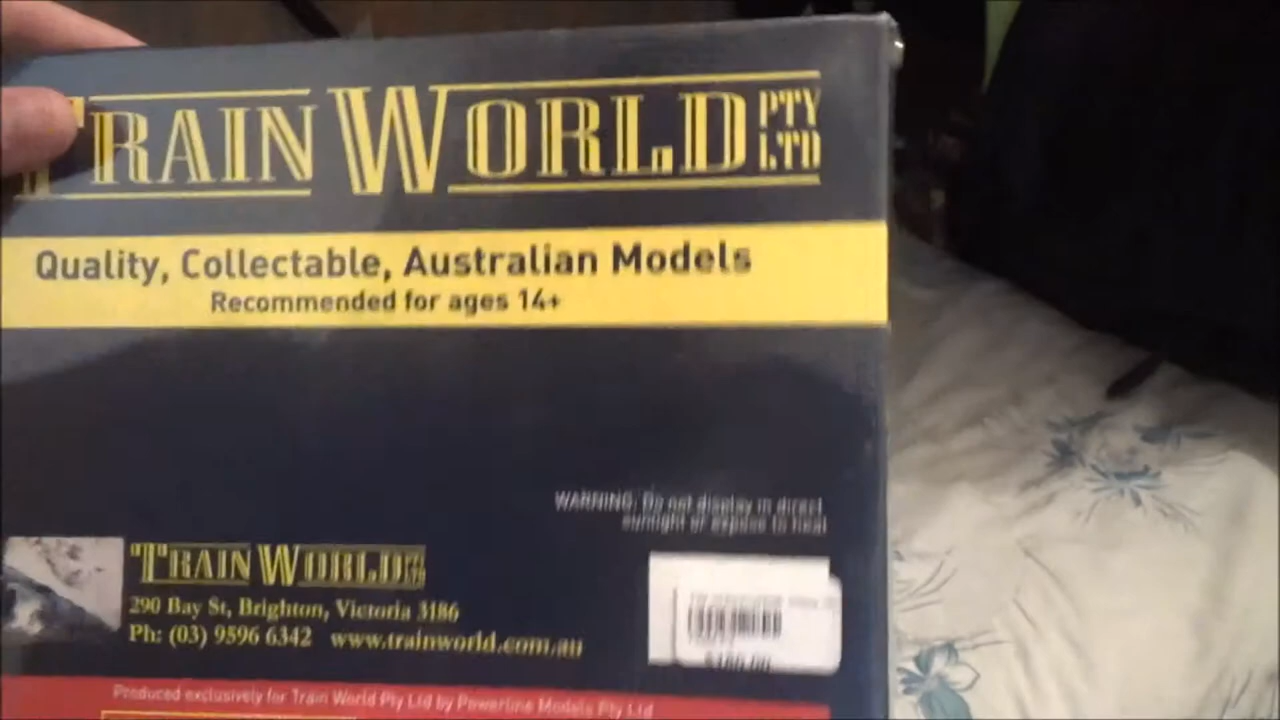 TRAIN WORLD PTY LTD
Quality, Collectable, Australian Models
Recommended for ages 14+
WARNING: Do not display in direct
sunlight or expose to heat
TRAIN WORLD PTY LTD
290 Bay St, Brighton, Victoria 3186
Ph: (03) 9596 6342 www.trainworld.com.au
Produced exclusively for Train World Pty Ltd by Powerline Models Pty Ltd